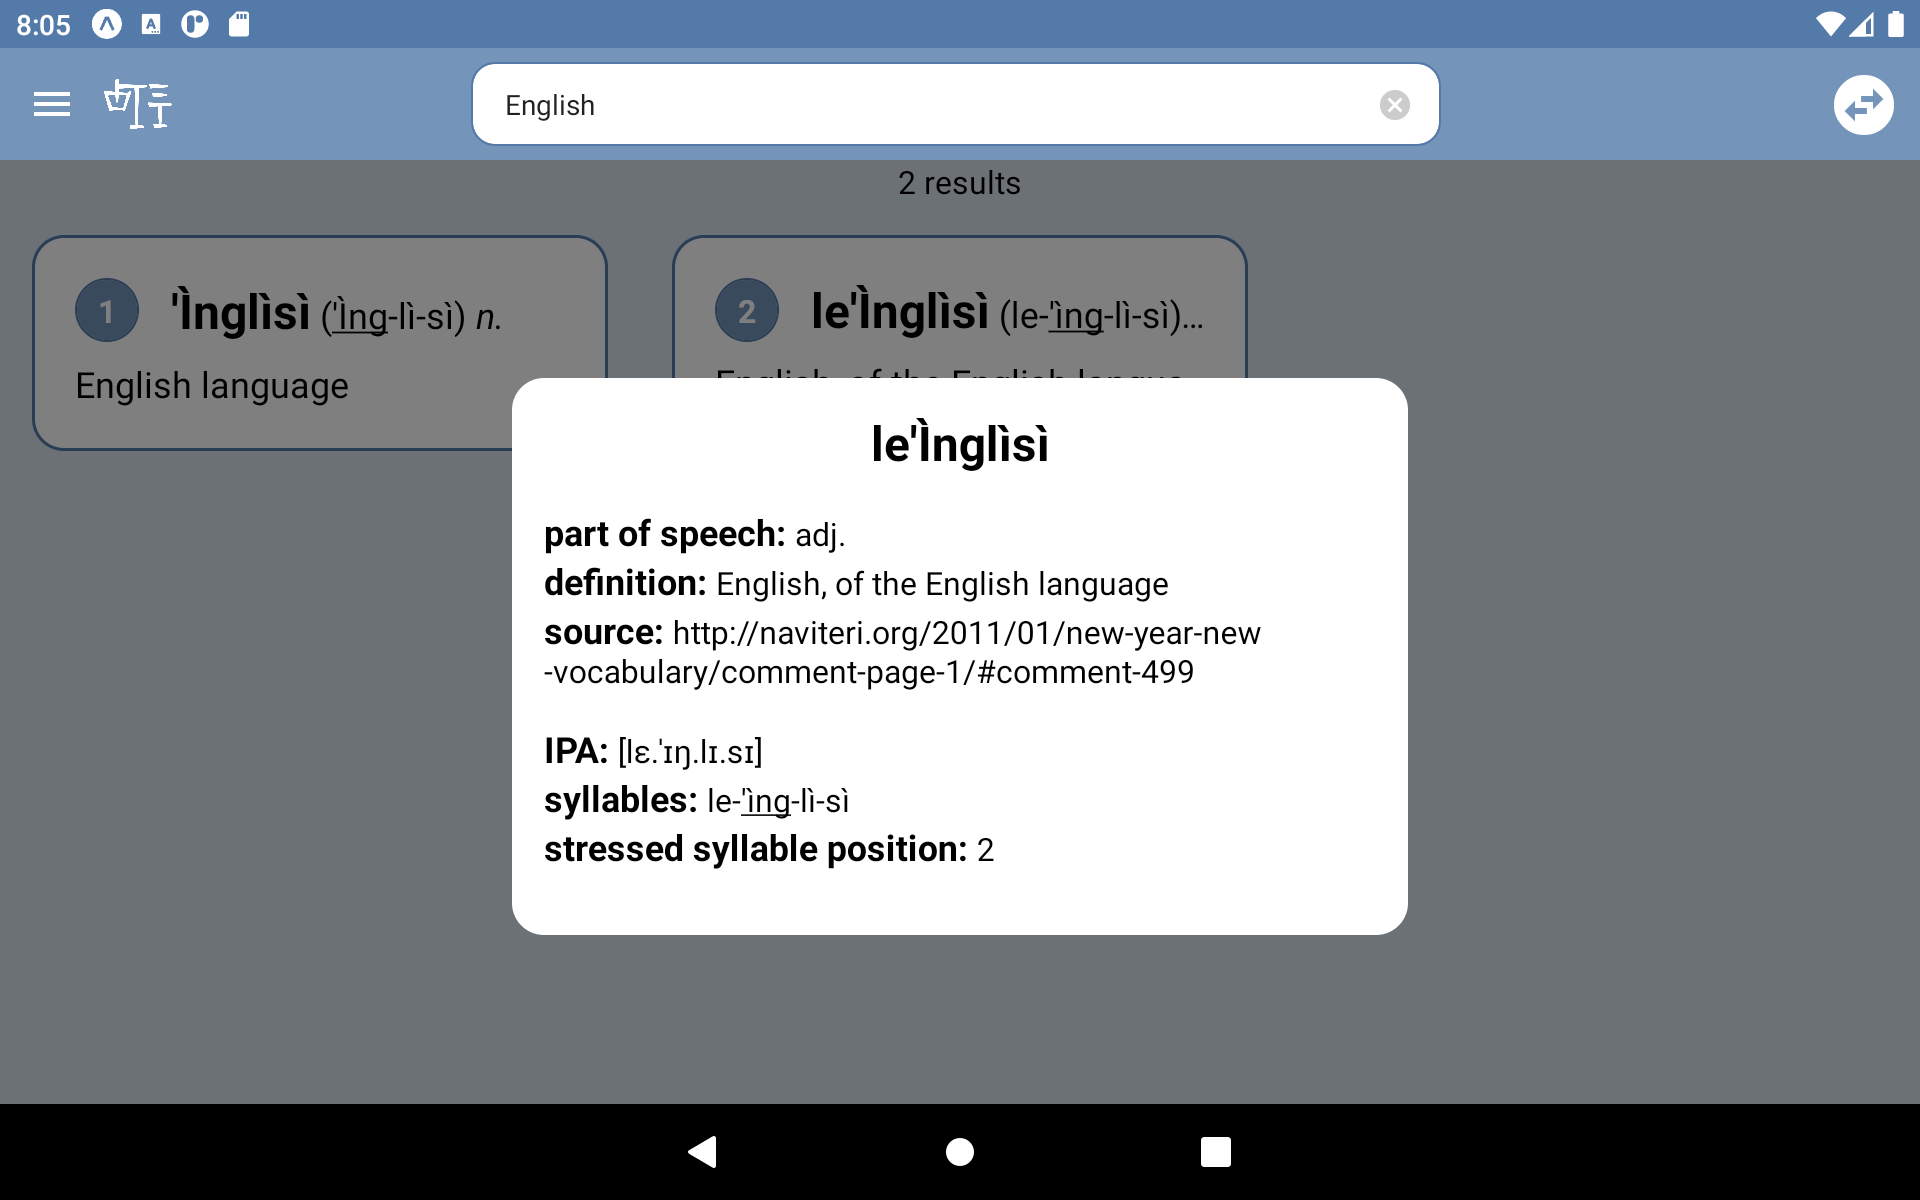 8:05
English
2 results
1
'Ìnglìsì ('Ìng-lì-sì) n.
English language
2
le'Ìnglìsì (le-'ìng-lì-sì)...
le'Ìnglìsì
part of speech: adj.
definition: English, of the English language
source: http://naviteri.org/2011/01/new-year-new
-vocabulary/comment-page-1/#comment-499
IPA: [lɛ.ˈɪŋ.lɪ.sɪ]
syllables: le-'ìng-lì-sì
stressed syllable position: 2